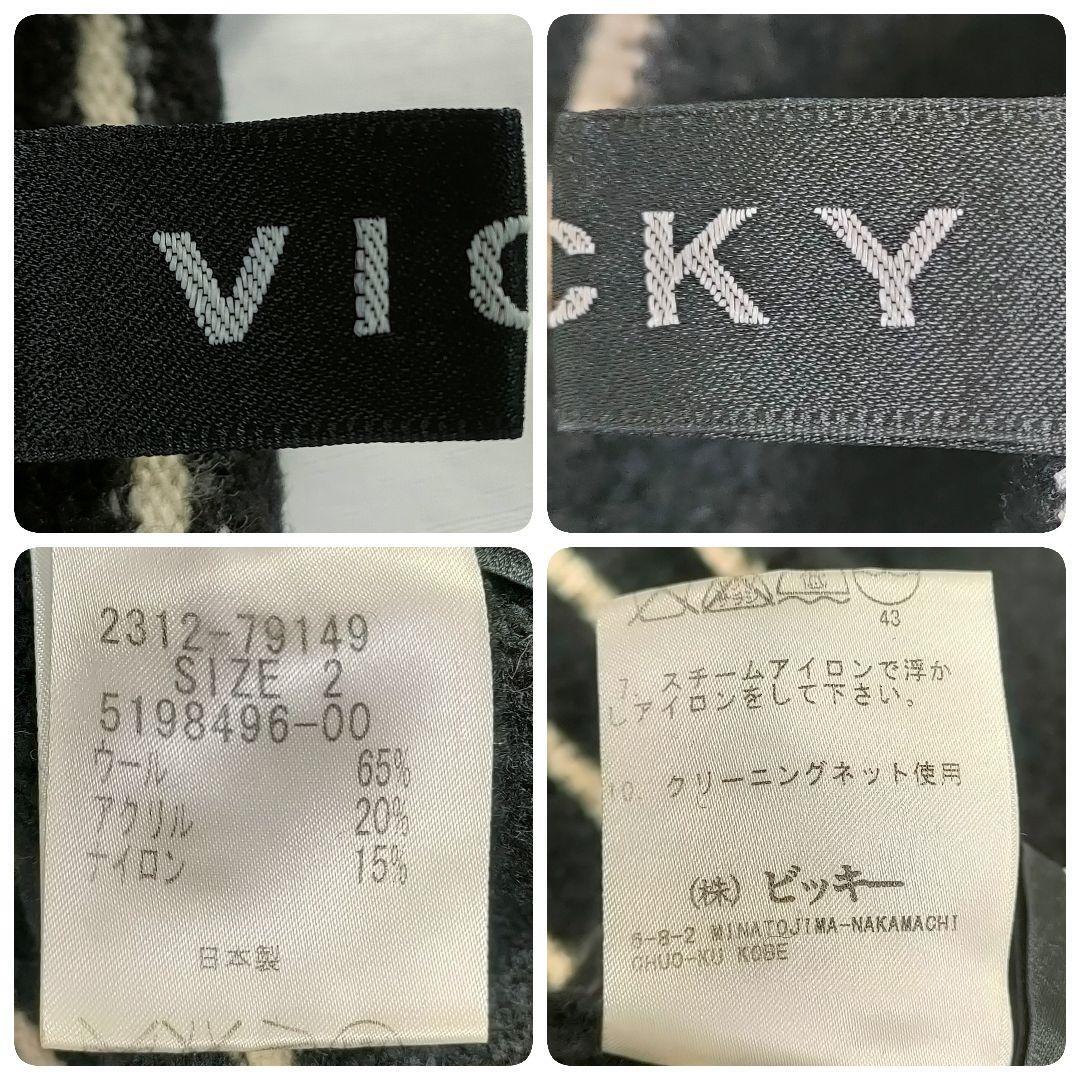 VIC
CKY
2312-79149
SIZE 2
5198496-00
ウール 65%
アクリル 20%
ナイロン 15%
日本製
43
7. スチームアイロンで浮か
しアイロンをして下さい。
10. クリーニングネット使用
(株) ビッキー
6-8-2 MINATOJIMA-NAKAMACHI
CHUO-KU KOBE